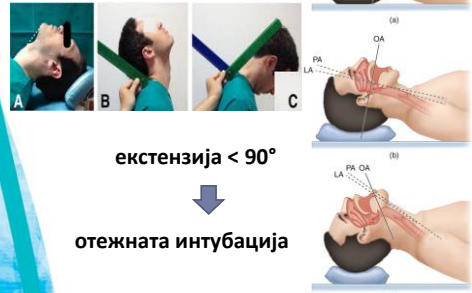 A
B
C
(a)
OA
PA
LA
(b)
PA OA
LA
екстензија < 90°
отежната интубација